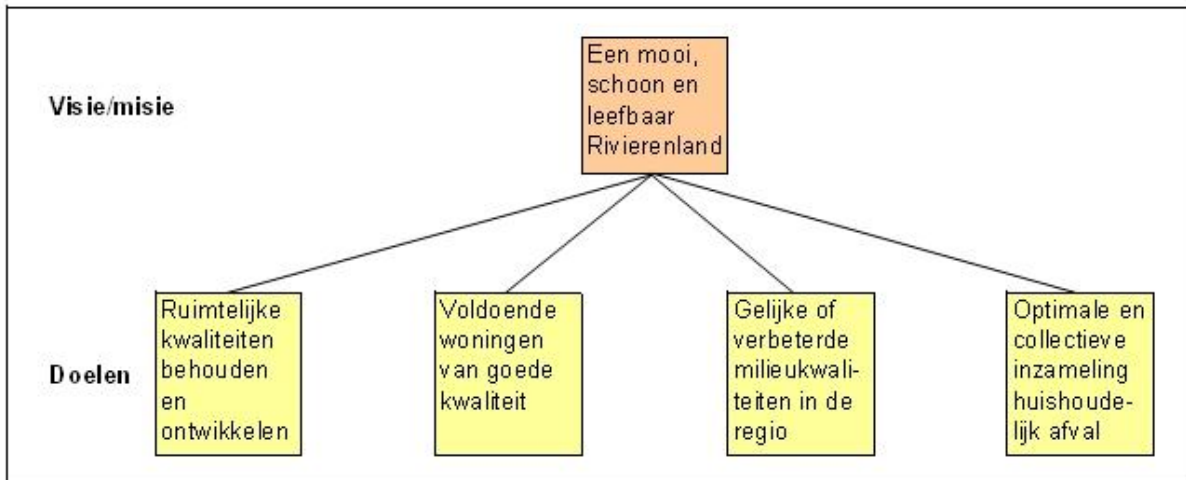 Visie/misie
Een mooi,
schoon en
leefbaar
Rivierenland
Doelen
Ruimtelijke
kwaliteiten
behouden
en
ontwikkelen
Voldoende
woningen
van goede
kwaliteit
Gelijke of
verbeterde
milieukwali-
teiten in de
regio
Optimale en
collectieve
inzameling
huishoude-
lijk afval